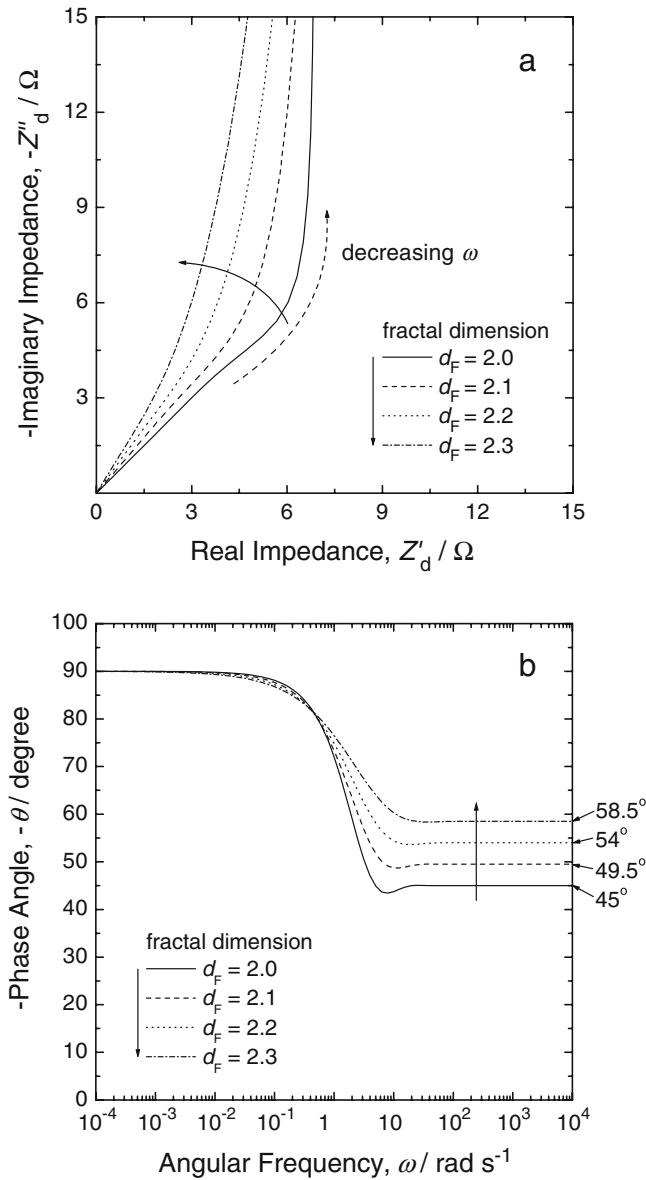 a
15
12
9
6
3
-Imaginary Impedance, -Z″d / Ω
decreasing ω
fractal dimension
dF = 2.0
dF = 2.1
dF = 2.2
dF = 2.3
0 3 6 9 12 15
Real Impedance, Z′d / Ω
b
100
90
80
70
60
50
40
30
20
10
0
-Phase Angle, -θ / degree
58.5°
54°
49.5°
45°
fractal dimension
dF = 2.0
dF = 2.1
dF = 2.2
dF = 2.3
10⁻⁴ 10⁻³ 10⁻² 10⁻¹ 1 10¹ 10² 10³ 10⁴
Angular Frequency, ω / rad s⁻¹